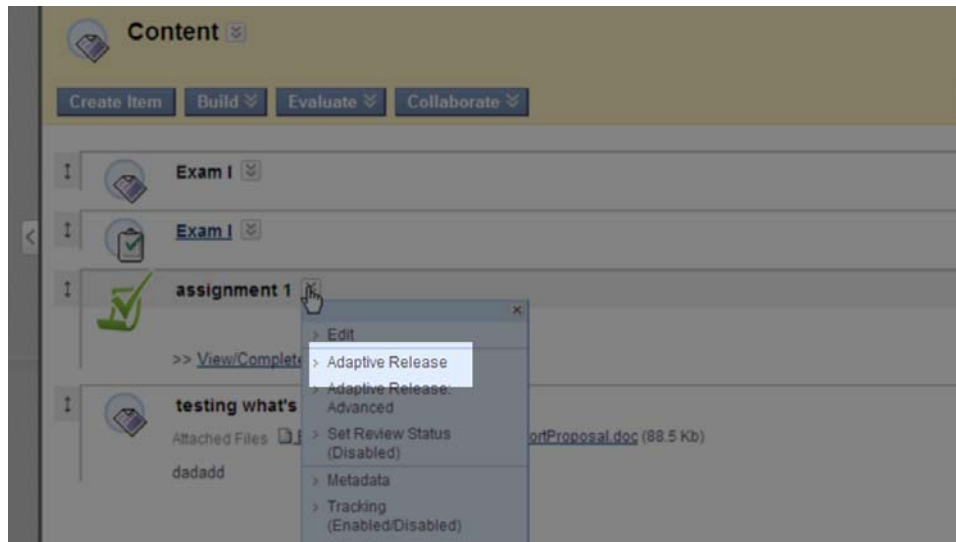 Content
Create Item Build Evaluate Collaborate
Exam I
Exam I
assignment 1
> Edit
>> View/Complete
> Adaptive Release
> Adaptive Release:
Advanced
testing what's
Attached Files
> Set Review Status
(Disabled)
ortProposal.doc (88.5 Kb)
dadadd
> Metadata
> Tracking
(Enabled/Disabled)